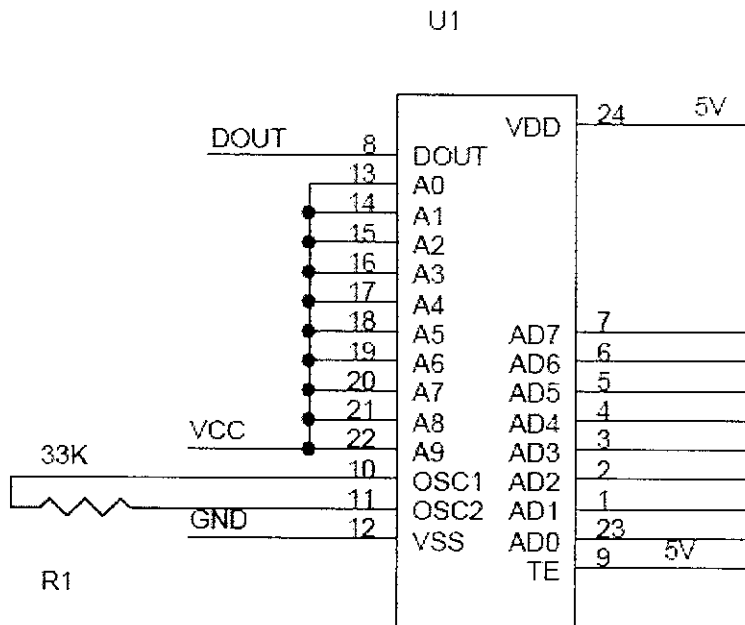 U1
24 5V
VDD
DOUT 8 DOUT
13 A0
14 A1
15 A2
16 A3
17 A4
18 A5 AD7 7
19 A6 AD6 6
20 A7 AD5 5
21 A8 AD4 4
VCC 22 A9 AD3 3
33K 10 OSC1 AD2 2
11 OSC2 AD1 1
GND 12 VSS AD0 23
5V
TE 9
R1